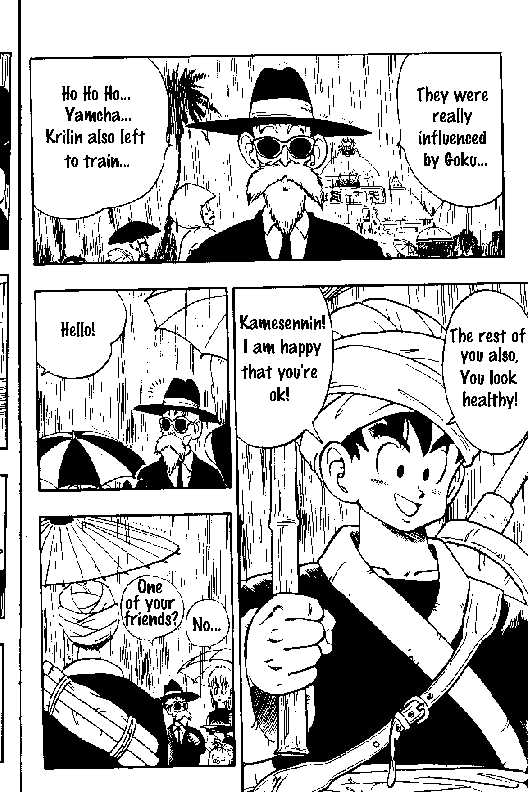 Ho Ho Ho...
Yamcha...
Krilin also left
to train...
They were
really
influenced
by Goku...
Hello!
One
of your
friends?
No...
Kamesennin!
I am happy
that you're
ok!
The rest of
you also,
You look
healthy!